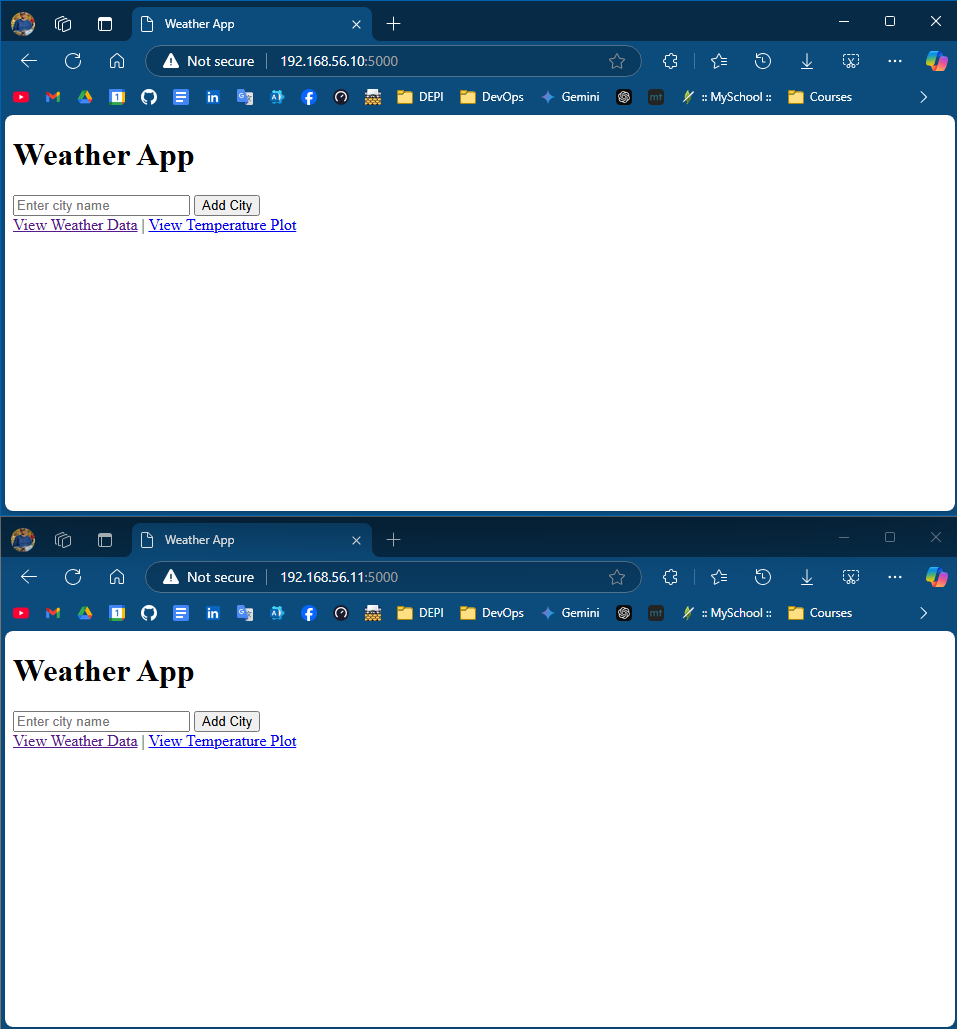 Weather App
Not secure 192.168.56.10:5000
DEPI DevOps Gemini :: MySchool :: Courses
Weather App
Enter city name Add City
View Weather Data | View Temperature Plot
Weather App
Not secure 192.168.56.11:5000
DEPI DevOps Gemini :: MySchool :: Courses
Weather App
Enter city name Add City
View Weather Data | View Temperature Plot